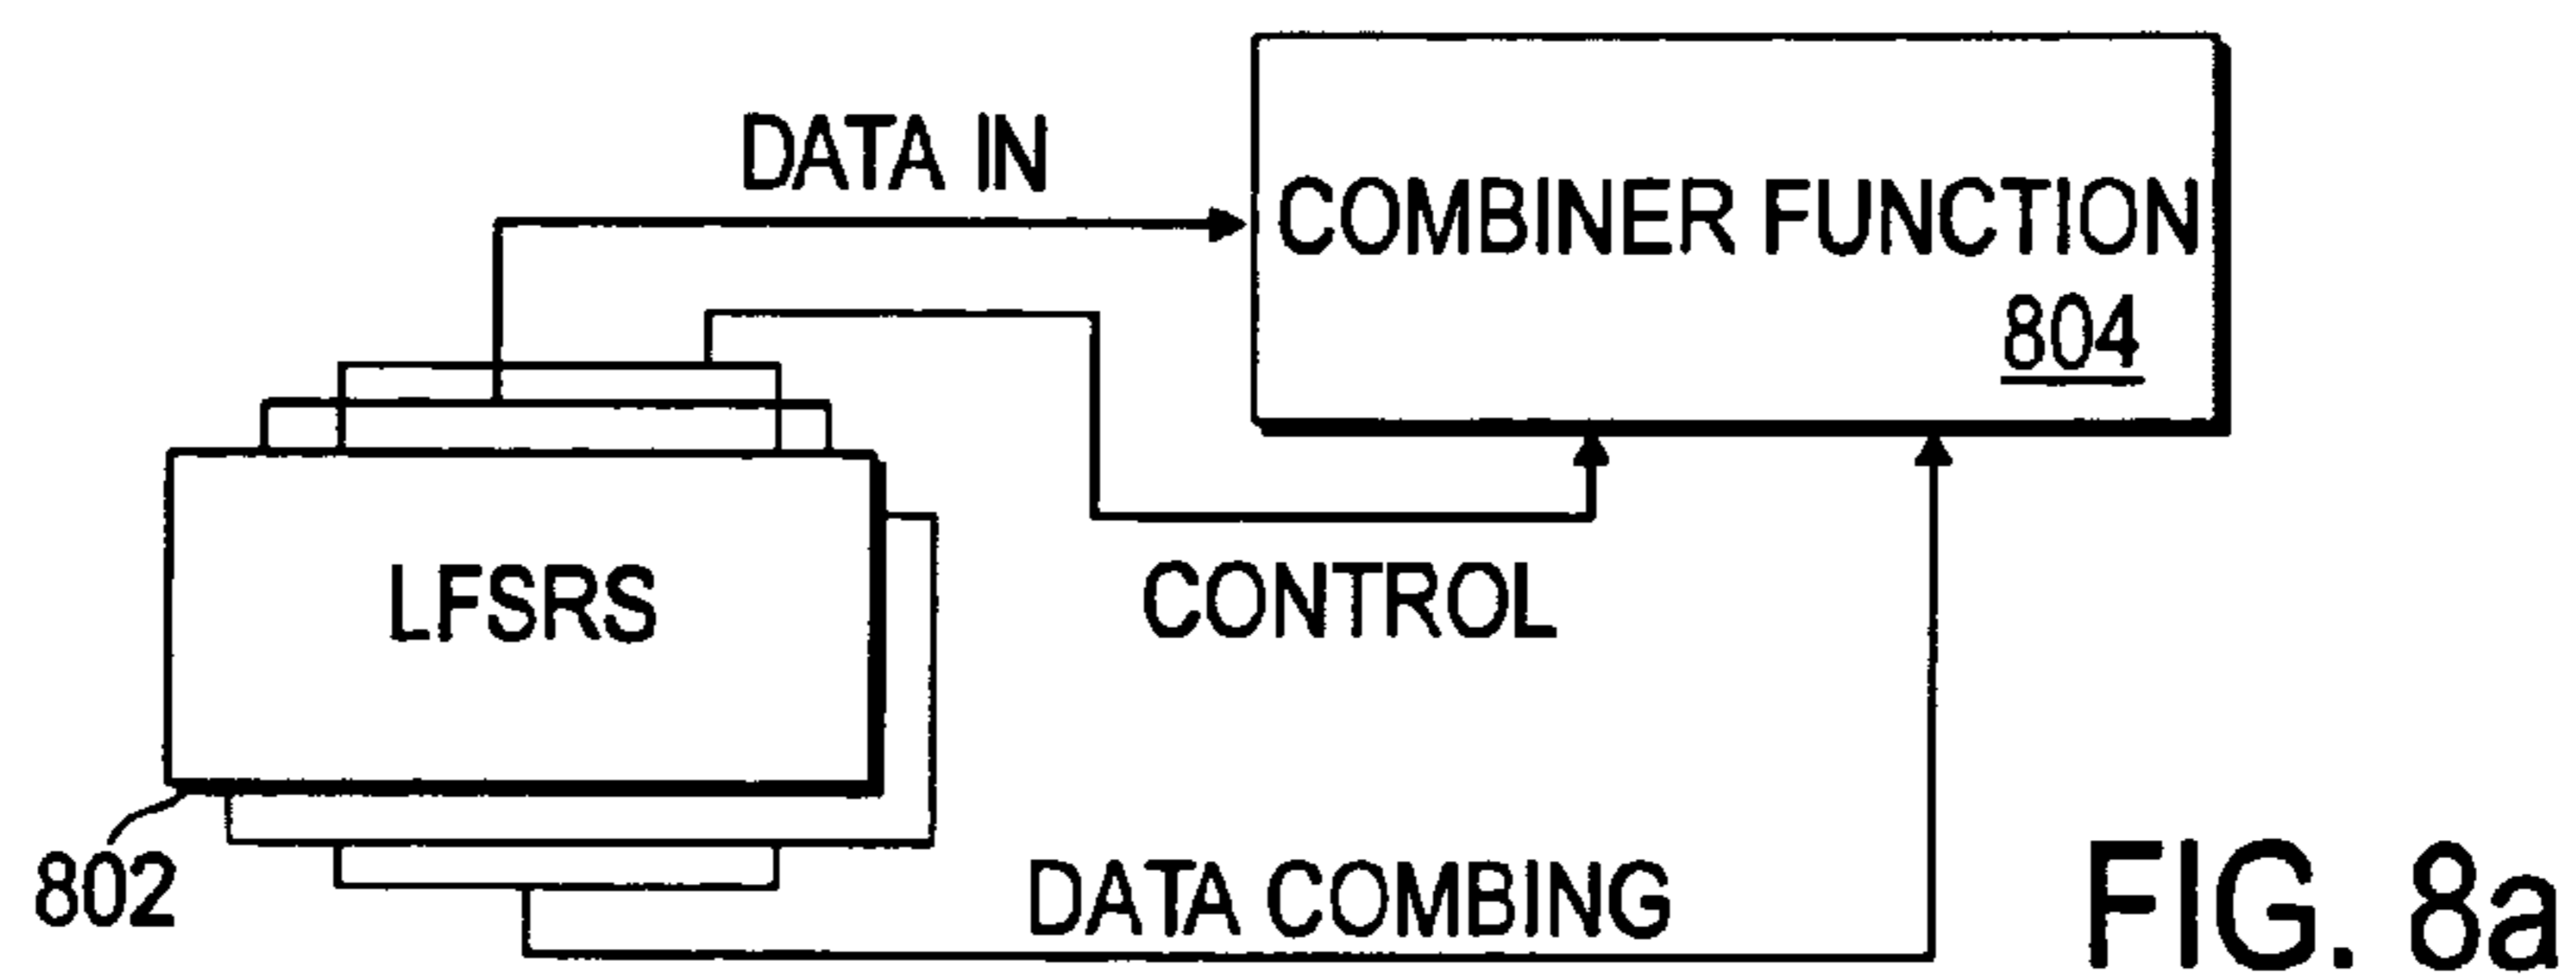 DATA IN
COMBINER FUNCTION
804
LFSRS
CONTROL
802
DATA COMBING
FIG. 8a